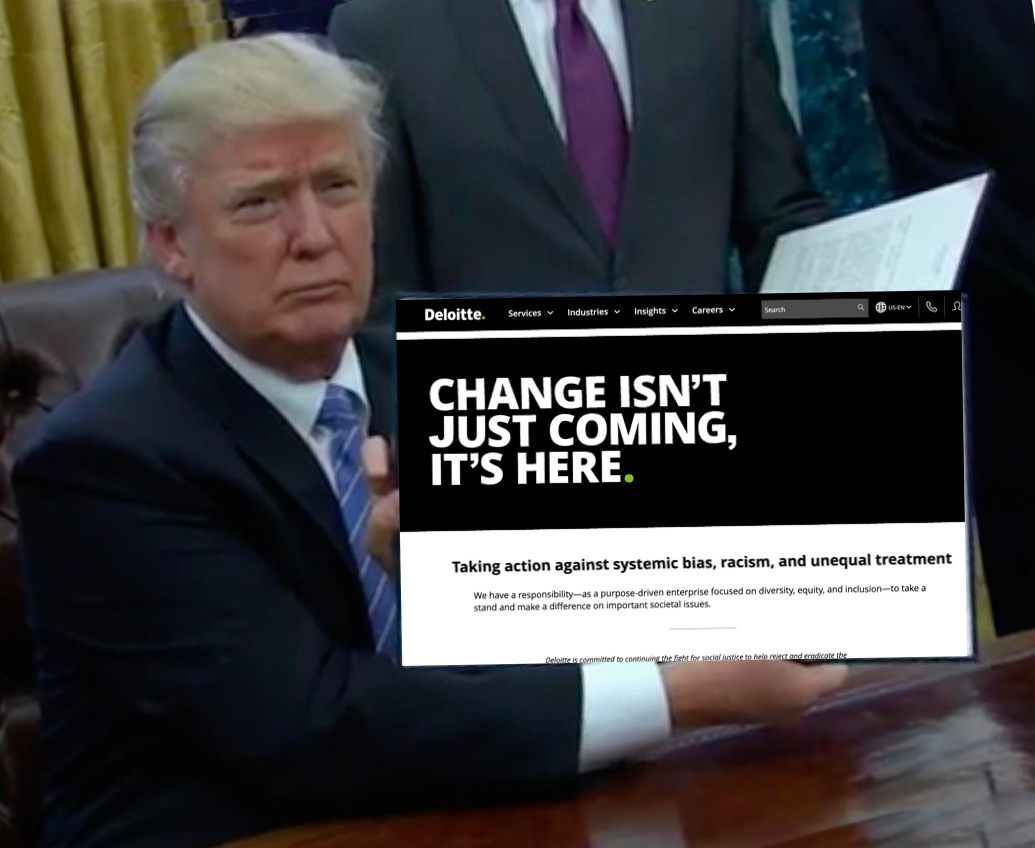 Deloitte.
Services
Industries
Insights
Careers
Search
US-EN
CHANGE ISN'T
JUST COMING,
IT'S HERE.
Taking action against systemic bias, racism, and unequal treatment
We have a responsibility—as a purpose-driven enterprise focused on diversity, equity, and inclusion—to take a
stand and make a difference on important societal issues.
Deloitte is committed to continuing the fight for social justice to help reject and eradicate the